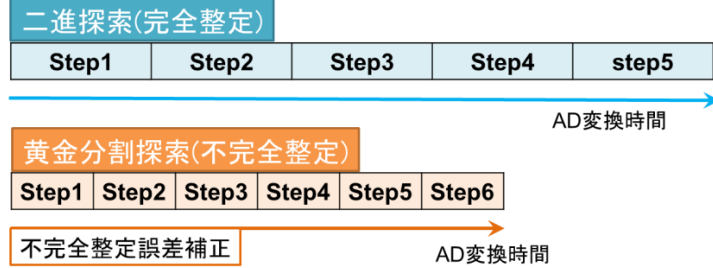 二進探索(完全整定)
Step1 Step2 Step3 Step4 step5
AD変換時間
黄金分割探索(不完全整定)
Step1 Step2 Step3 Step4 Step5 Step6
不完全整定誤差補正
AD変換時間